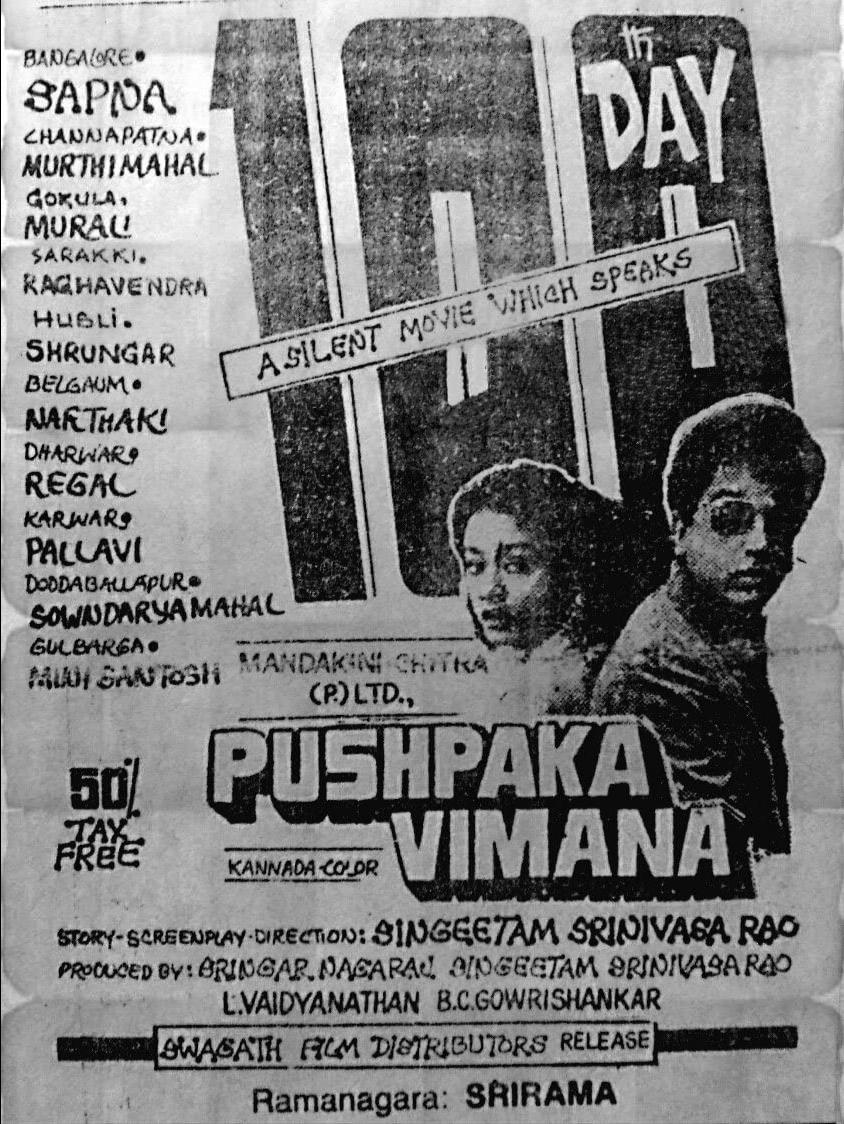 BANGALORE.
SAPNA
CHANNAPATNA.
MURTHI MAHAL
GOKULA.
MURALI
SARAKKI.
RAGHAVENDRA
HUBLI.
SHRUNGAR
BELGAUM.
NARTHAKI
DHARWAR.
REGAL
KARWAR.
PALLAVI
DODDABALLAPUR.
SOWNDARYA MAHAL
GULBARGA.
SANTOSH
100th DAY
A SILENT MOVIE WHICH SPEAKS
MANDAKINI CHITRA
(P.) LTD.,
PUSHPAKA
VIMANA
50%
TAX
FREE
KANNADA-COLOR
STORY-SCREENPLAY-DIRECTION: SINGEETAM SRINIVASA RAO
PRODUCED BY: SRINGAR. NAGARAJ SINGEETAM SRINIVASA RAO
L.VAIDYANATHAN B.C.GOWRISHANKAR
SWAGATH FILM DISTRIBUTORS RELEASE
Ramanagara: SRIRAMA